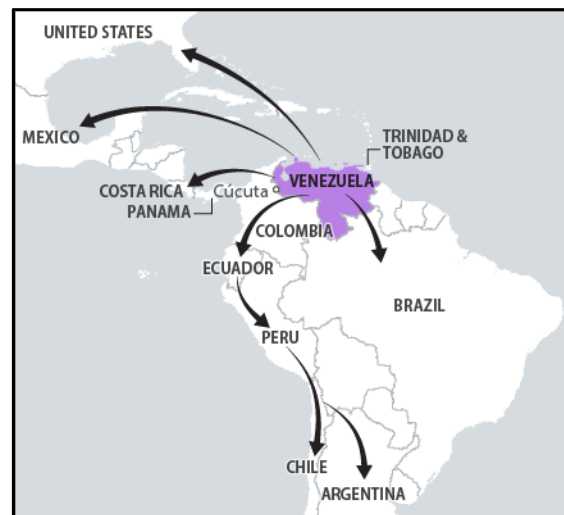 UNITED STATES
MEXICO
TRINIDAD &
TOBAGO
VENEZUELA
COSTA RICA
Cúcuta
PANAMA
COLOMBIA
ECUADOR
BRAZIL
PERU
CHILE
ARGENTINA